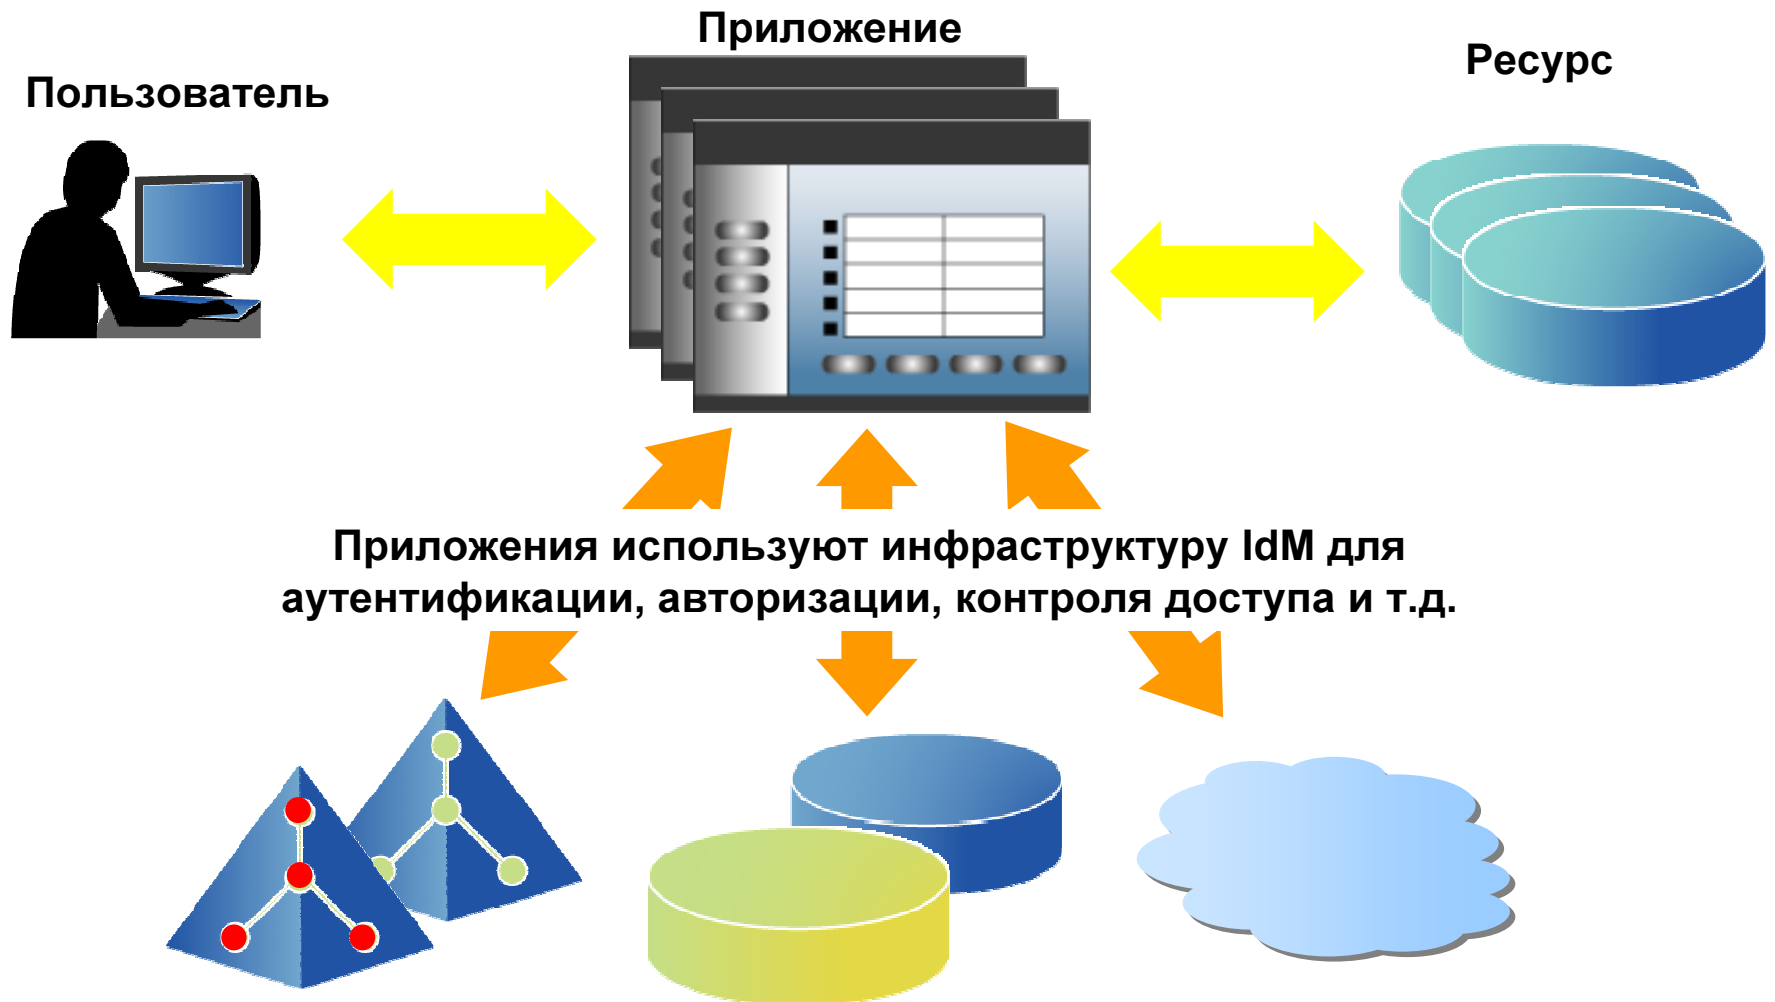 Приложение
Ресурс
Пользователь
Приложения используют инфраструктуру IdM для
аутентификации, авторизации, контроля доступа и т.д.